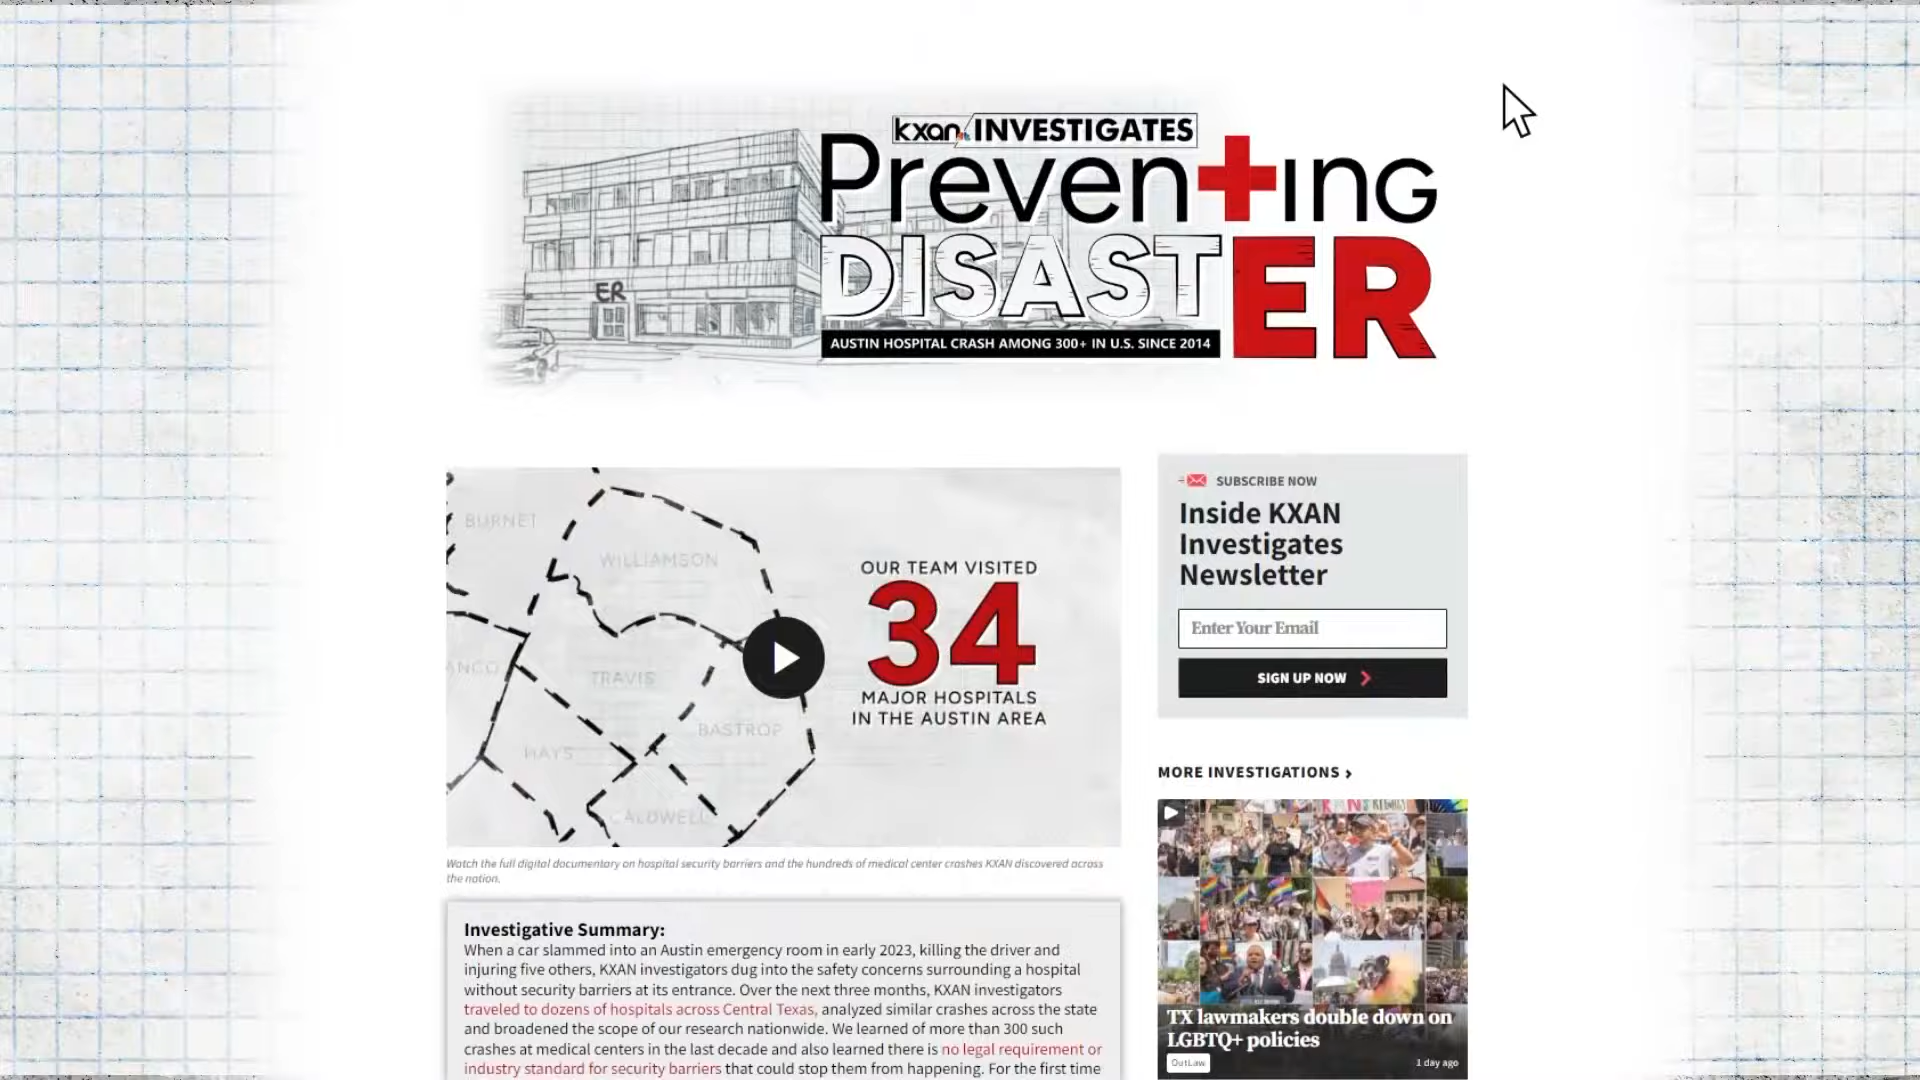 kxan INVESTIGATES
Preventing
DISASTER
ER
AUSTIN HOSPITAL CRASH AMONG 300+ IN U.S. SINCE 2014
BURNET
WILLIAMSON
TRAVIS
ANCO
BASTROP
HAYS
CALDWELL
OUR TEAM VISITED
34
MAJOR HOSPITALS
IN THE AUSTIN AREA
Watch the full digital documentary on hospital security barriers and the hundreds of medical center crashes KXAN discovered across
the nation.
Investigative Summary:
When a car slammed into an Austin emergency room in early 2023, killing the driver and
injuring five others, KXAN investigators dug into the safety concerns surrounding a hospital
without security barriers at its entrance. Over the next three months, KXAN investigators
traveled to dozens of hospitals across Central Texas, analyzed similar crashes across the state
and broadened the scope of our research nationwide. We learned of more than 300 such
crashes at medical centers in the last decade and also learned there is no legal requirement or
industry standard for security barriers that could stop them from happening. For the first time
SUBSCRIBE NOW
Inside KXAN
Investigates
Newsletter
Enter Your Email
SIGN UP NOW
MORE INVESTIGATIONS ›
TX lawmakers double down on
LGBTQ+ policies
OutLaw
1 day ago